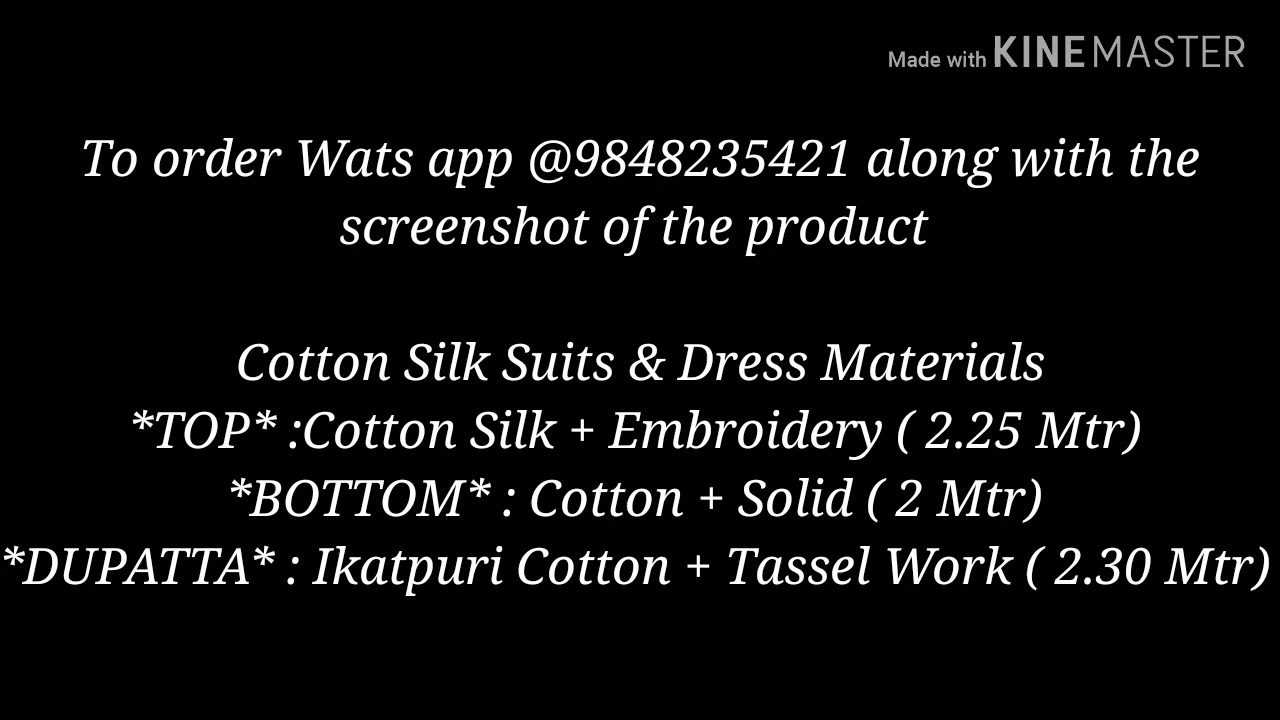 Made with KINEMASTER
To order Wats app @9848235421 along with the
screenshot of the product
Cotton Silk Suits & Dress Materials
*TOP* :Cotton Silk + Embroidery ( 2.25 Mtr)
*BOTTOM* : Cotton + Solid ( 2 Mtr)
*DUPATTA* : Ikatpuri Cotton + Tassel Work ( 2.30 Mtr)